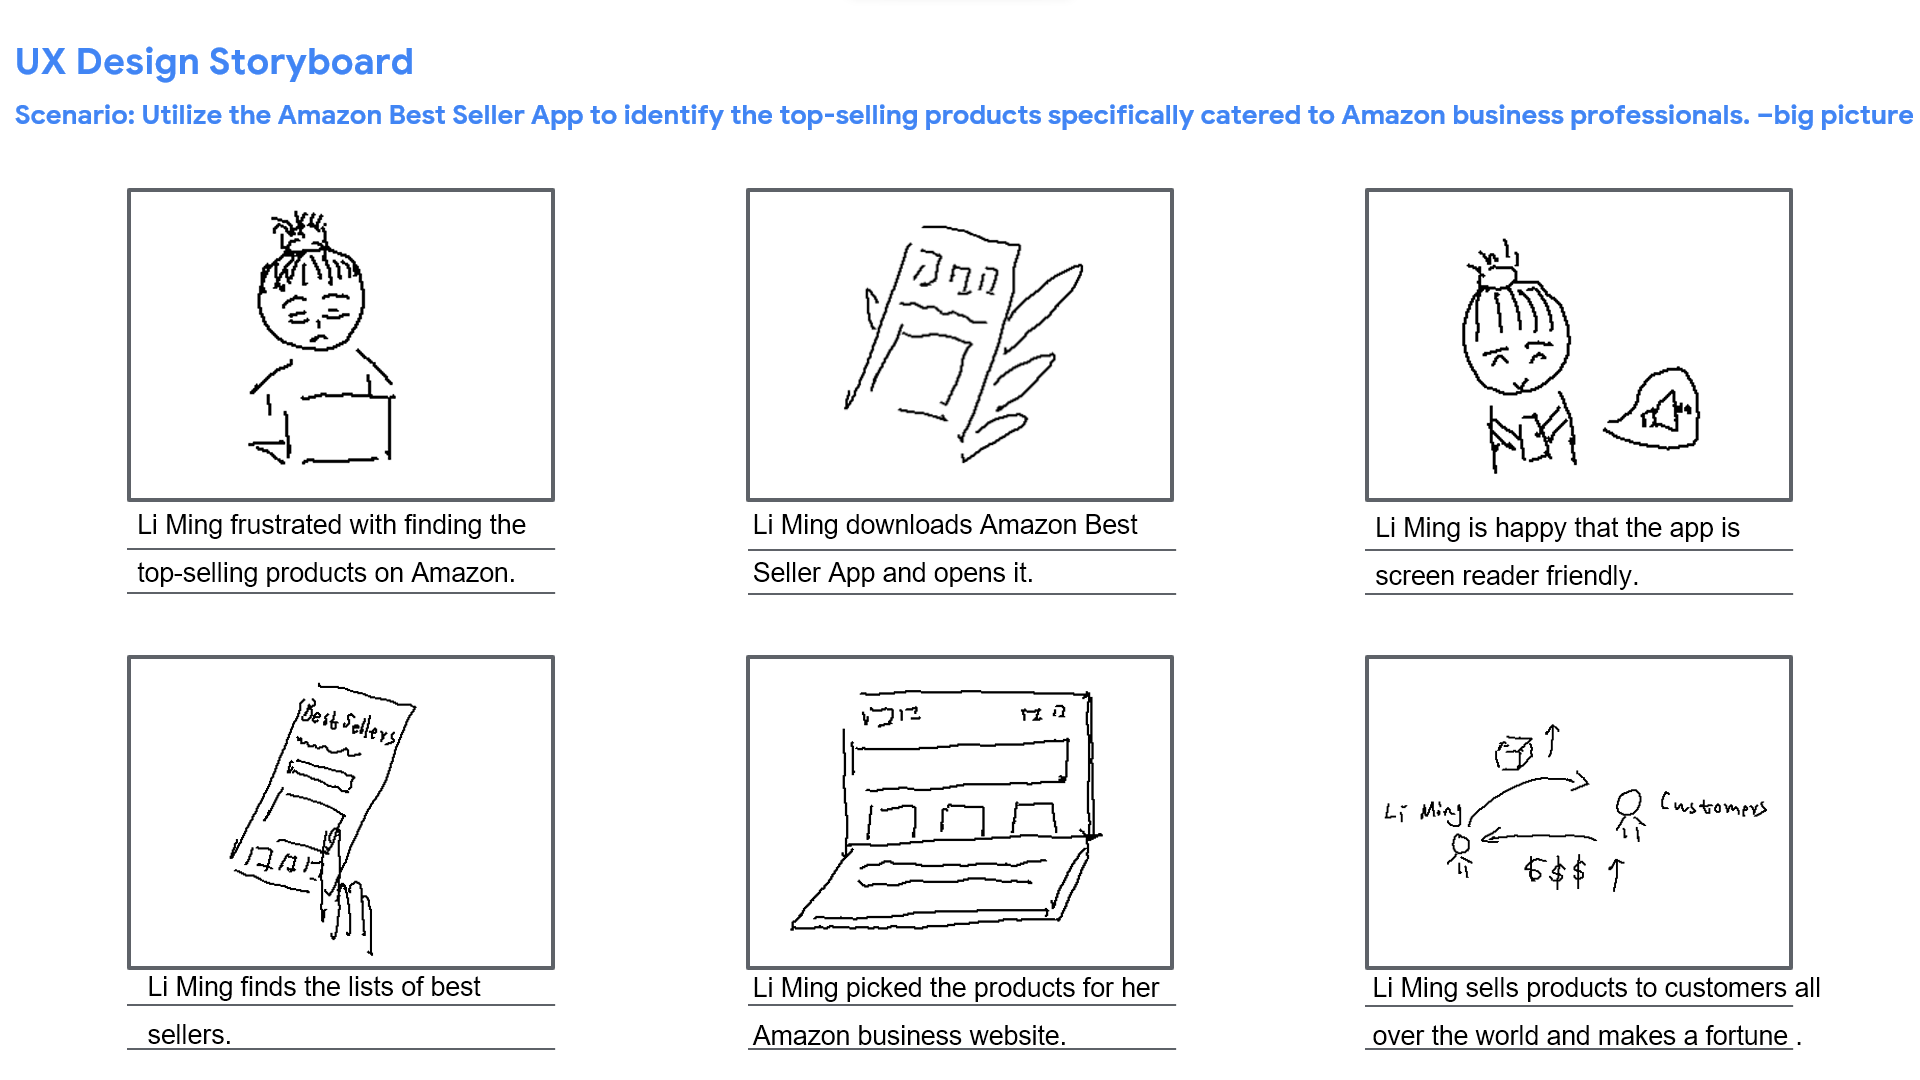 UX Design Storyboard
Scenario: Utilize the Amazon Best Seller App to identify the top-selling products specifically catered to Amazon business professionals. –big picture
Li Ming frustrated with finding the
top-selling products on Amazon.
Li Ming downloads Amazon Best
Seller App and opens it.
Li Ming is happy that the app is
screen reader friendly.
Best Sellers
Li Ming finds the lists of best
sellers.
Li Ming picked the products for her
Amazon business website.
Li Ming
Customers
$$$
Li Ming sells products to customers all
over the world and makes a fortune .